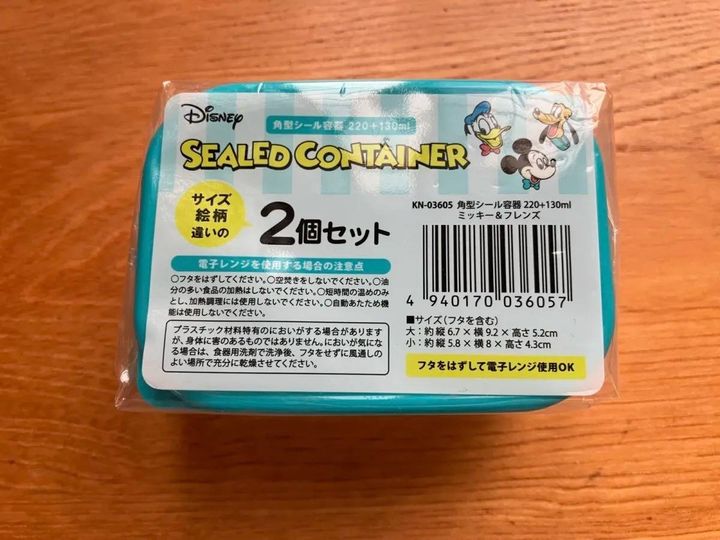 Disney
角型シール容器 220+130ml
SEALED CONTAINER
サイズ
絵柄
違いの
2個セット
KN-03605 角型シール容器 220+130ml
ミッキー&フレンズ
4 940170 036057
電子レンジを使用する場合の注意点
○フタをはずしてください。○空焚きをしないでください。○油
分の多い食品の加熱はしないでください。○短時間の温めのみ
とし、加熱調理には使用しないでください。○自動あたため機
能は使用しないでください。
プラスチック材料特有のにおいがする場合がありますが
、身体に害のあるものではありません。においが気にな
る場合は、食器用洗剤で洗浄後、フタをせずに風通しの
よい場所で充分に乾燥させてください。
■サイズ(フタを含む)
大:約縦 6.7 × 横 9.2 × 高さ 5.2cm
小:約縦 5.8 × 横 8 × 高さ 4.3cm
フタをはずして電子レンジ使用OK